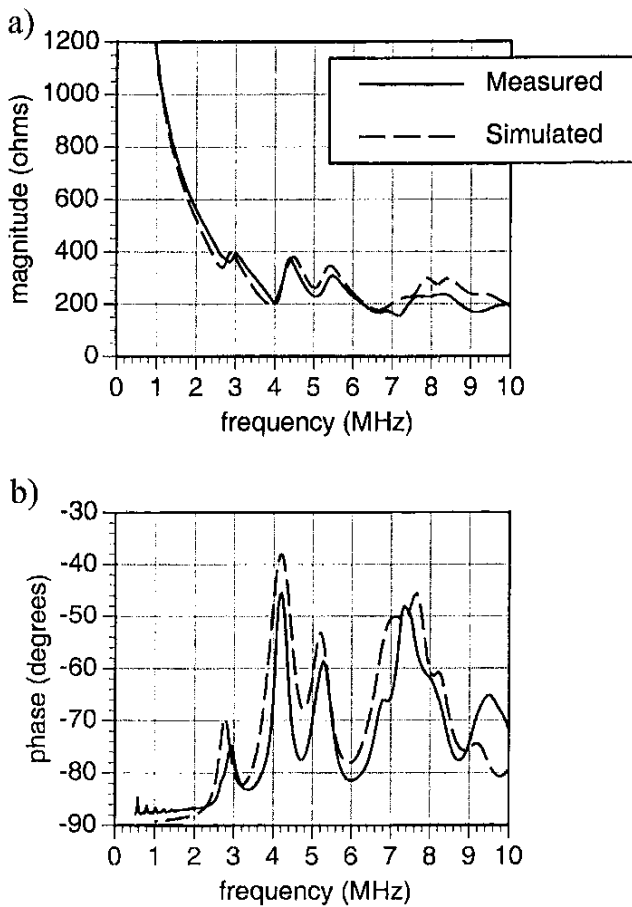 a)
1200
1000
800
600
400
200
0
magnitude (ohms)
Measured
Simulated
0 1 2 3 4 5 6 7 8 9 10
frequency (MHz)
b)
-30
-40
-50
-60
-70
-80
-90
phase (degrees)
0 1 2 3 4 5 6 7 8 9 10
frequency (MHz)